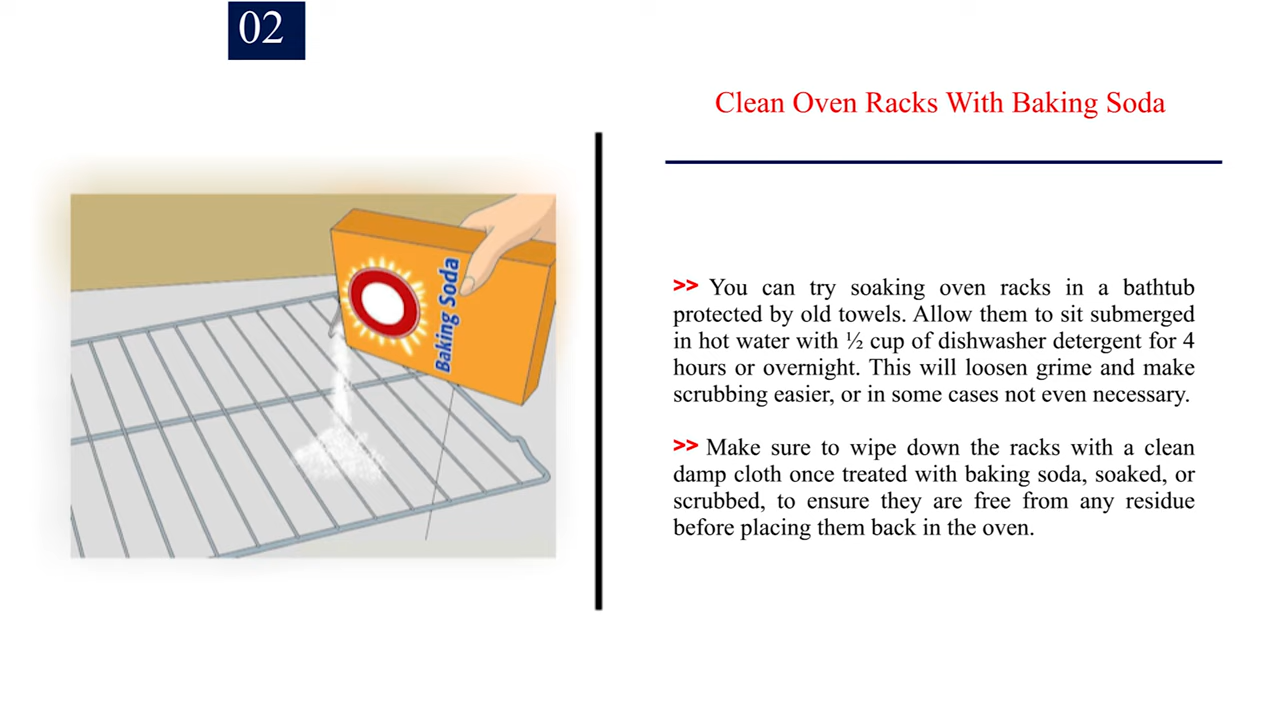 02
Clean Oven Racks With Baking Soda
Baking Soda
>> You can try soaking oven racks in a bathtub
protected by old towels. Allow them to sit submerged
in hot water with ½ cup of dishwasher detergent for 4
hours or overnight. This will loosen grime and make
scrubbing easier, or in some cases not even necessary.
>> Make sure to wipe down the racks with a clean
damp cloth once treated with baking soda, soaked, or
scrubbed, to ensure they are free from any residue
before placing them back in the oven.